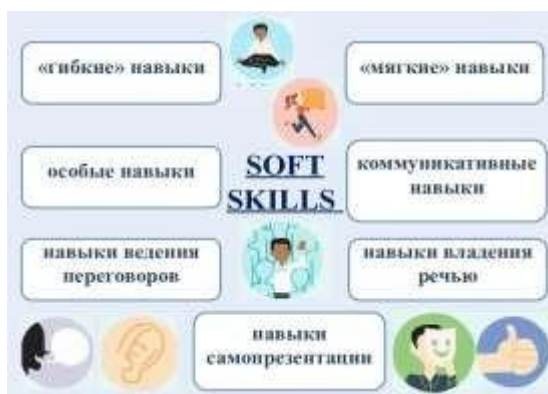 «гибкие» навыки
«мягкие» навыки
особые навыки
SOFT
SKILLS
коммуникативные
навыки
навыки ведения
переговоров
навыки владения
речью
навыки
самопрезентации